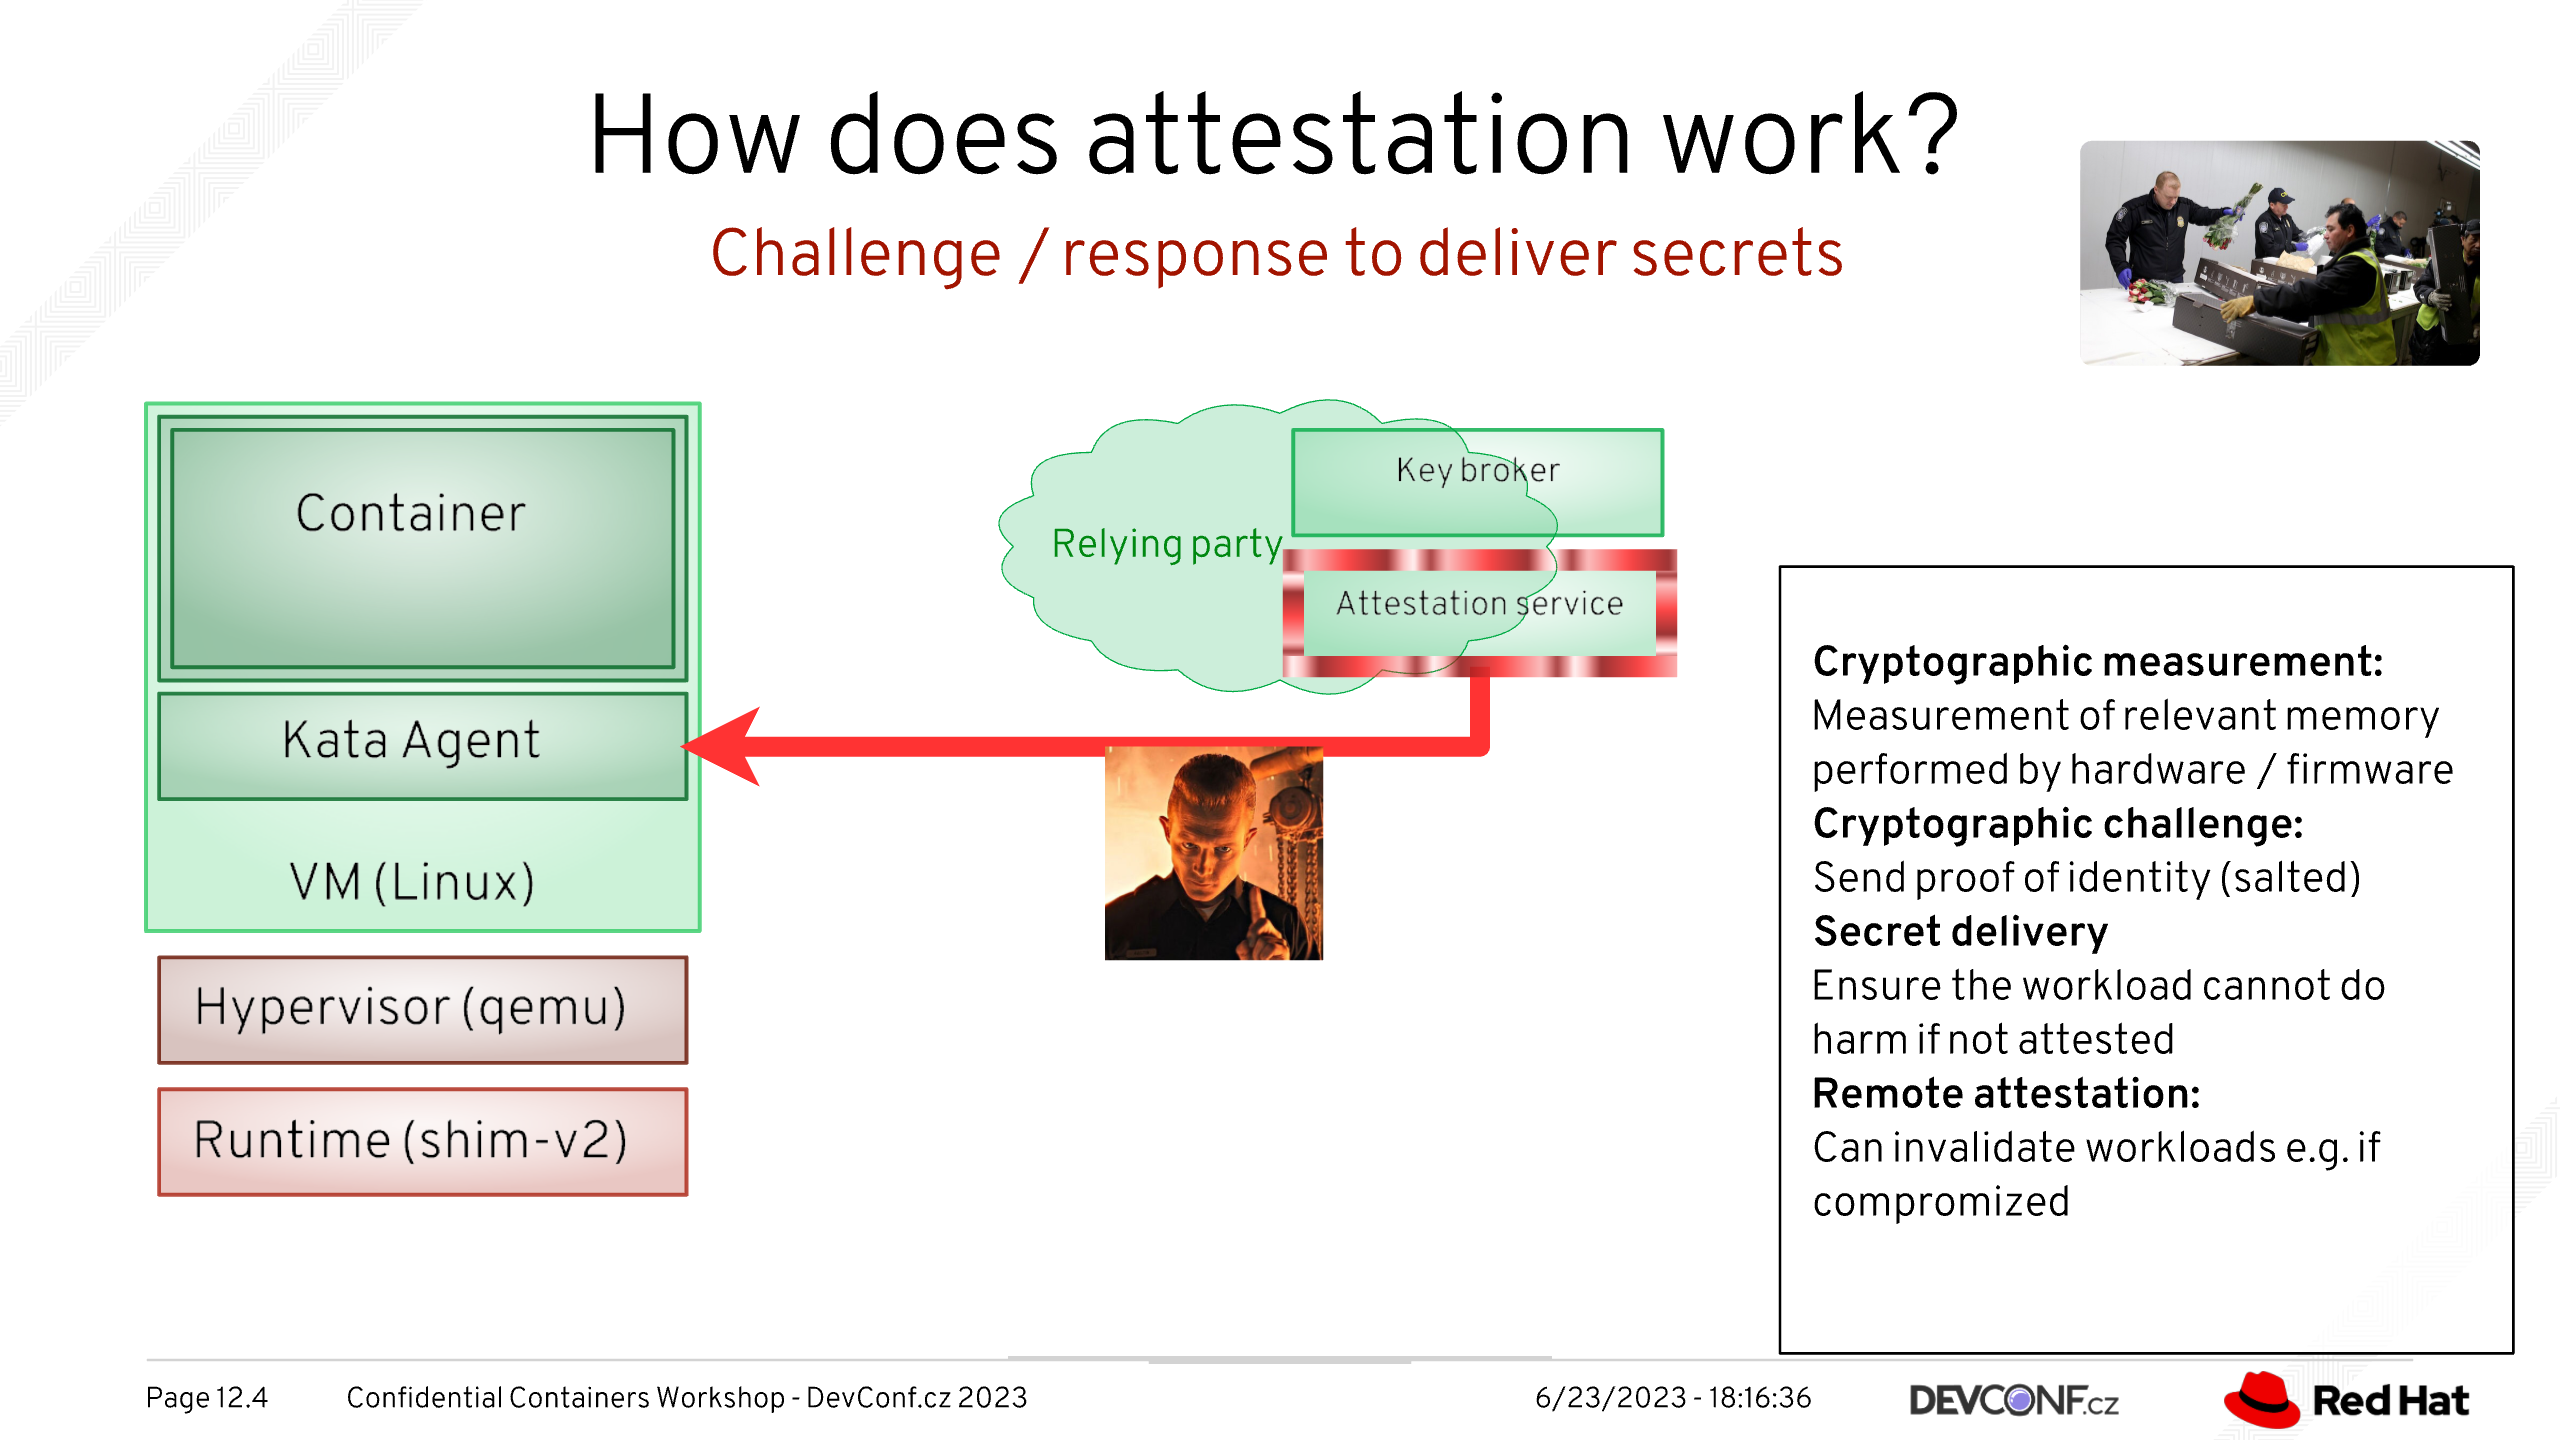 How does attestation work?
Challenge / response to deliver secrets
Container
Kata Agent
VM (Linux)
Hypervisor (qemu)
Runtime (shim-v2)
Key broker
Relying party
Attestation service
Cryptographic measurement:
Measurement of relevant memory
performed by hardware / firmware
Cryptographic challenge:
Send proof of identity (salted)
Secret delivery
Ensure the workload cannot do
harm if not attested
Remote attestation:
Can invalidate workloads e.g. if
compromized
Page 12.4
Confidential Containers Workshop - DevConf.cz 2023
6/23/2023 - 18:16:36
DEVCONF.cz
Red Hat